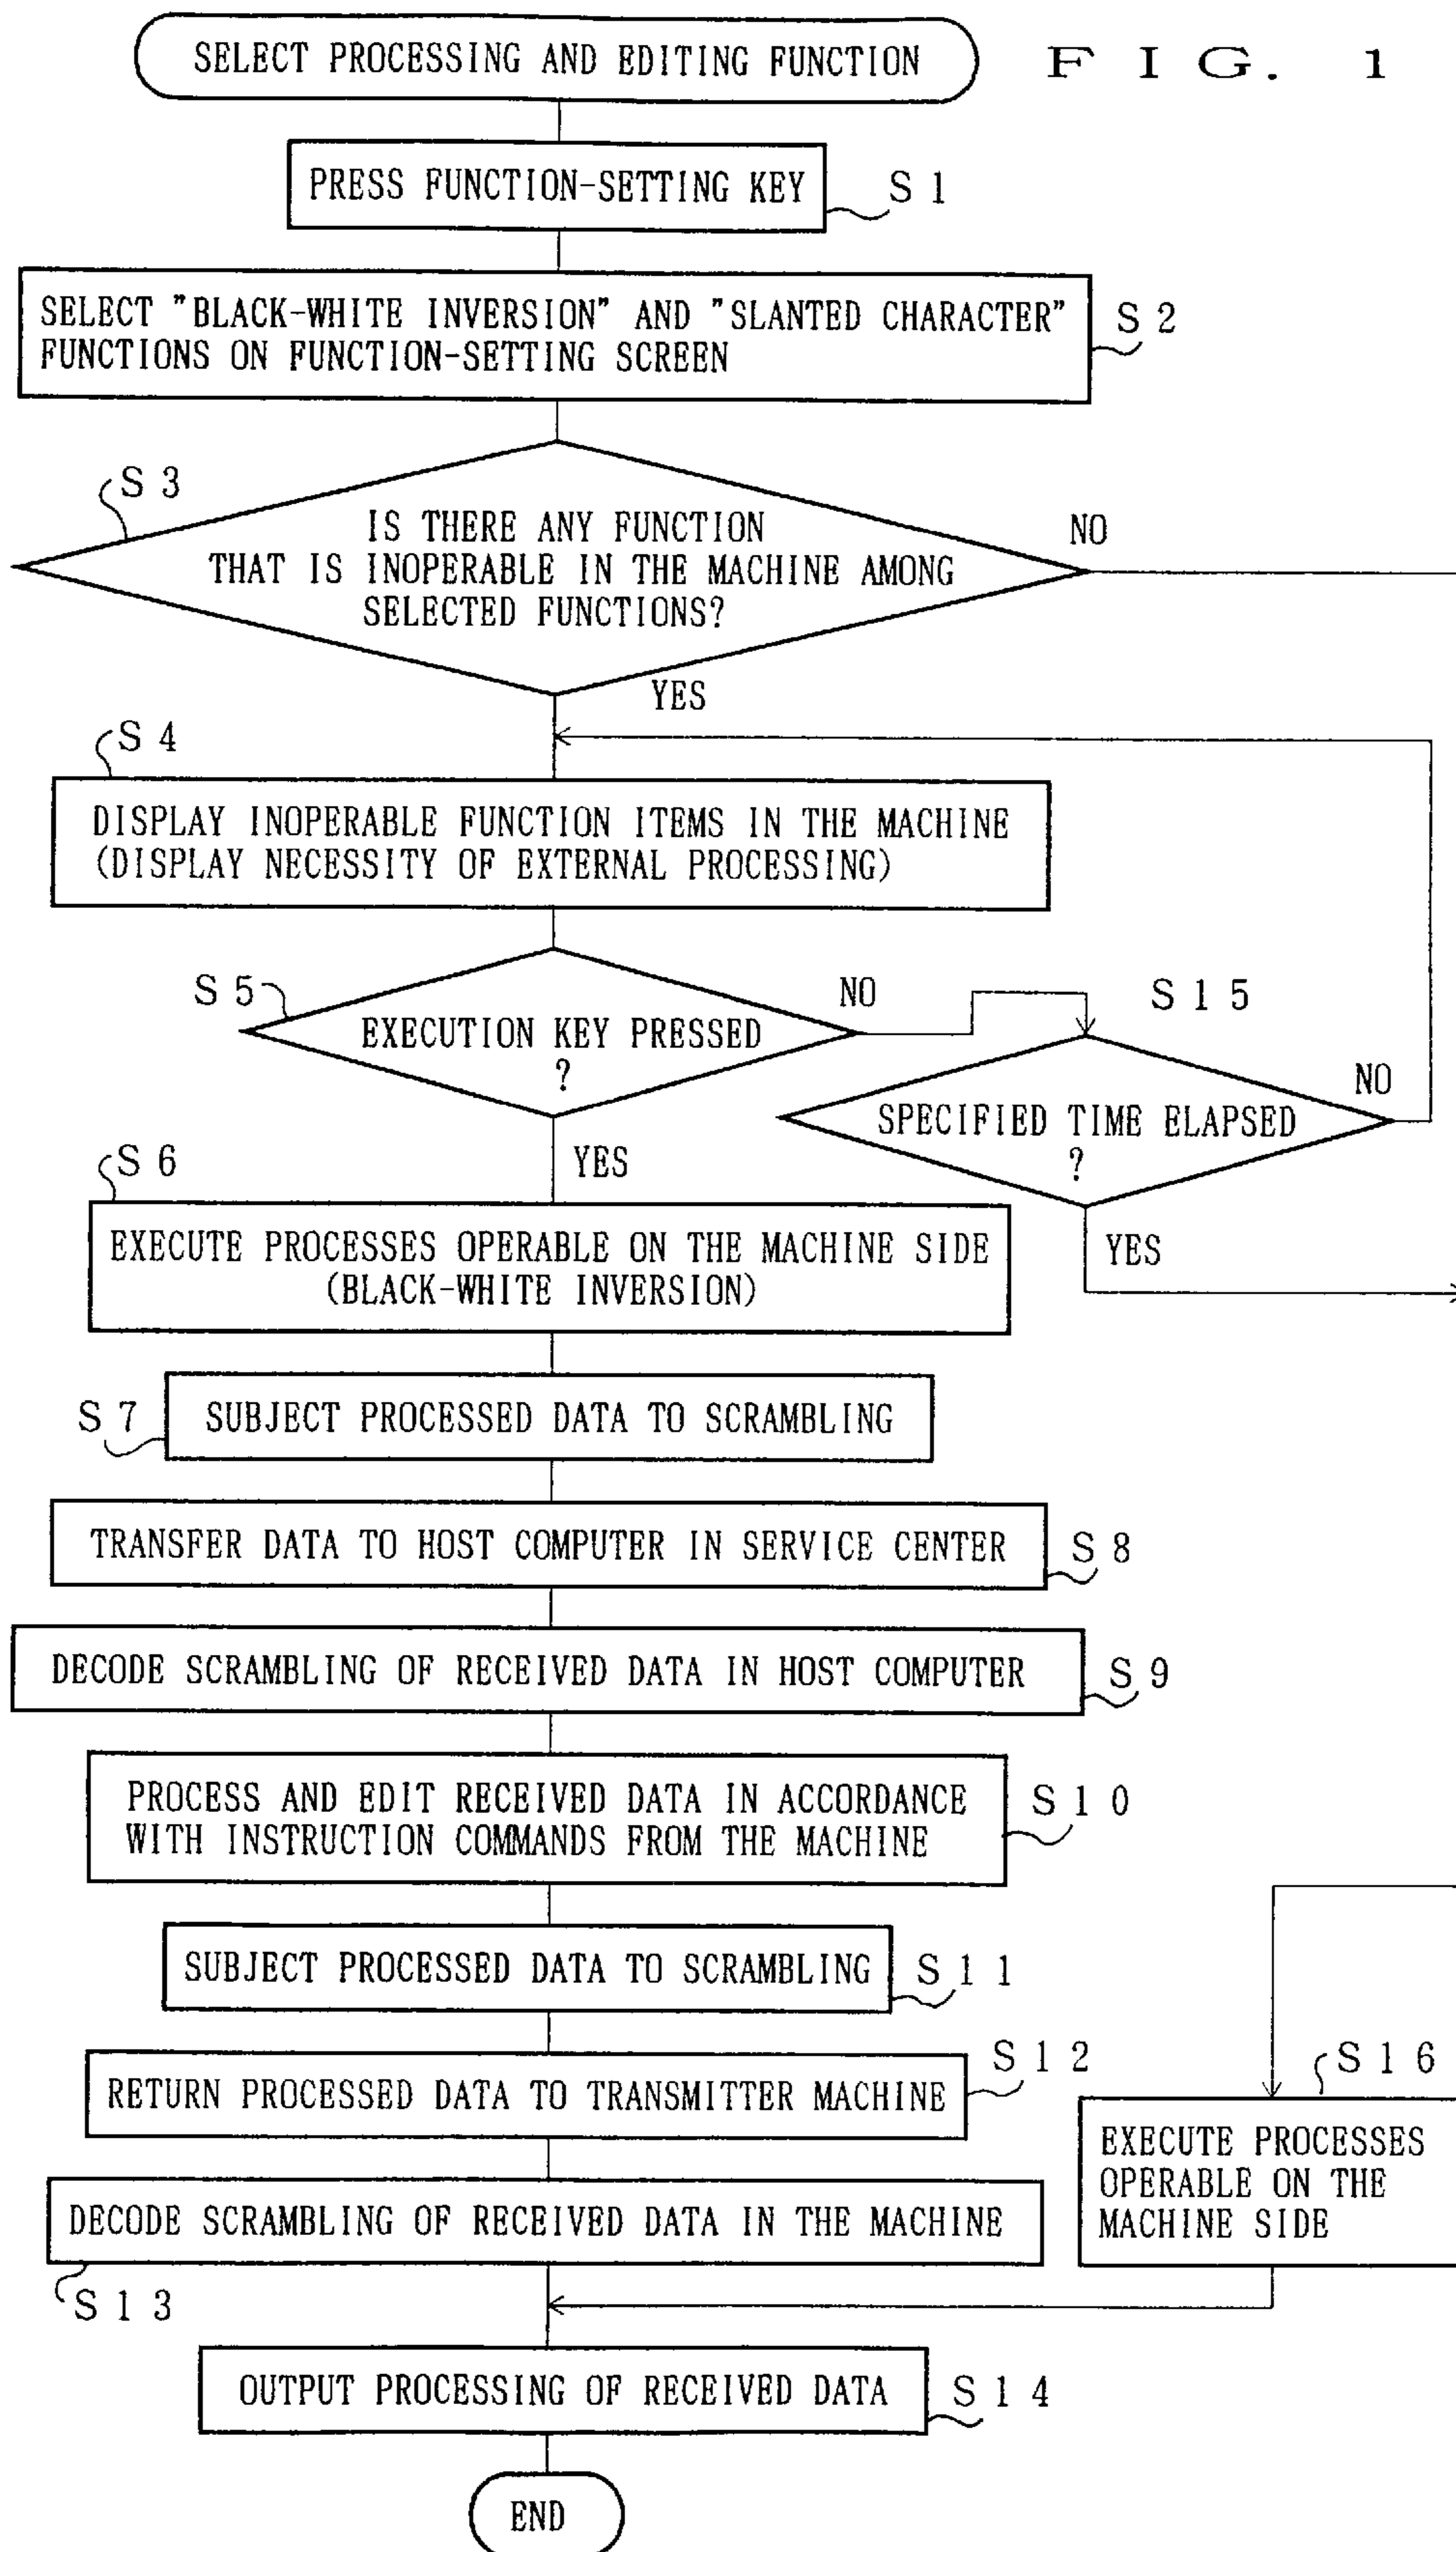 SELECT PROCESSING AND EDITING FUNCTION
F I G. 1
PRESS FUNCTION-SETTING KEY
S 1
SELECT "BLACK-WHITE INVERSION" AND "SLANTED CHARACTER"
FUNCTIONS ON FUNCTION-SETTING SCREEN
S 2
S 3
IS THERE ANY FUNCTION
THAT IS INOPERABLE IN THE MACHINE AMONG
SELECTED FUNCTIONS?
NO
YES
S 4
DISPLAY INOPERABLE FUNCTION ITEMS IN THE MACHINE
(DISPLAY NECESSITY OF EXTERNAL PROCESSING)
S 5
EXECUTION KEY PRESSED
?
NO
YES
S 1 5
SPECIFIED TIME ELAPSED
?
NO
YES
S 6
EXECUTE PROCESSES OPERABLE ON THE MACHINE SIDE
(BLACK-WHITE INVERSION)
S 7
SUBJECT PROCESSED DATA TO SCRAMBLING
TRANSFER DATA TO HOST COMPUTER IN SERVICE CENTER
S 8
DECODE SCRAMBLING OF RECEIVED DATA IN HOST COMPUTER
S 9
PROCESS AND EDIT RECEIVED DATA IN ACCORDANCE
WITH INSTRUCTION COMMANDS FROM THE MACHINE
S 1 0
SUBJECT PROCESSED DATA TO SCRAMBLING
S 1 1
RETURN PROCESSED DATA TO TRANSMITTER MACHINE
S 1 2
S 1 6
EXECUTE PROCESSES
OPERABLE ON THE
MACHINE SIDE
DECODE SCRAMBLING OF RECEIVED DATA IN THE MACHINE
S 1 3
OUTPUT PROCESSING OF RECEIVED DATA
S 1 4
END